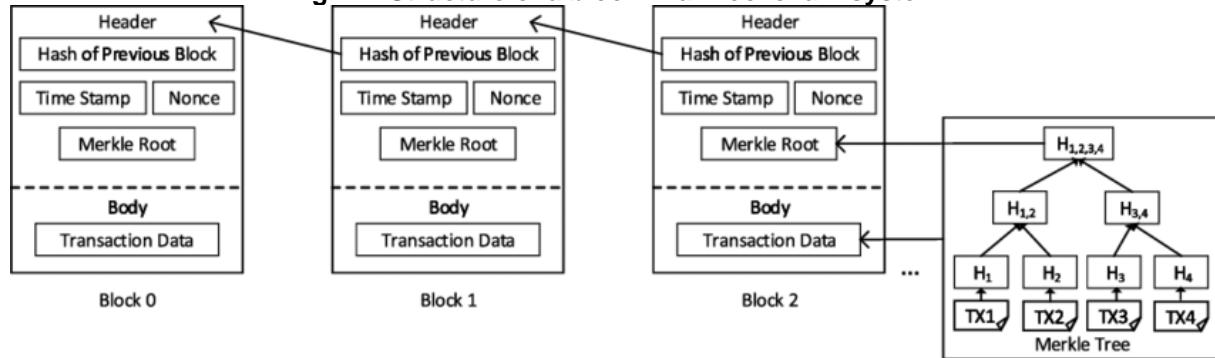 Header
Hash of Previous Block
Time Stamp
Nonce
Merkle Root
Body
Transaction Data
Block 0
Header
Hash of Previous Block
Time Stamp
Nonce
Merkle Root
Body
Transaction Data
Block 1
Header
Hash of Previous Block
Time Stamp
Nonce
Merkle Root
Body
Transaction Data
Block 2
...
H1,2,3,4
H1,2
H3,4
H1
H2
H3
H4
TX1
TX2
TX3
TX4
Merkle Tree